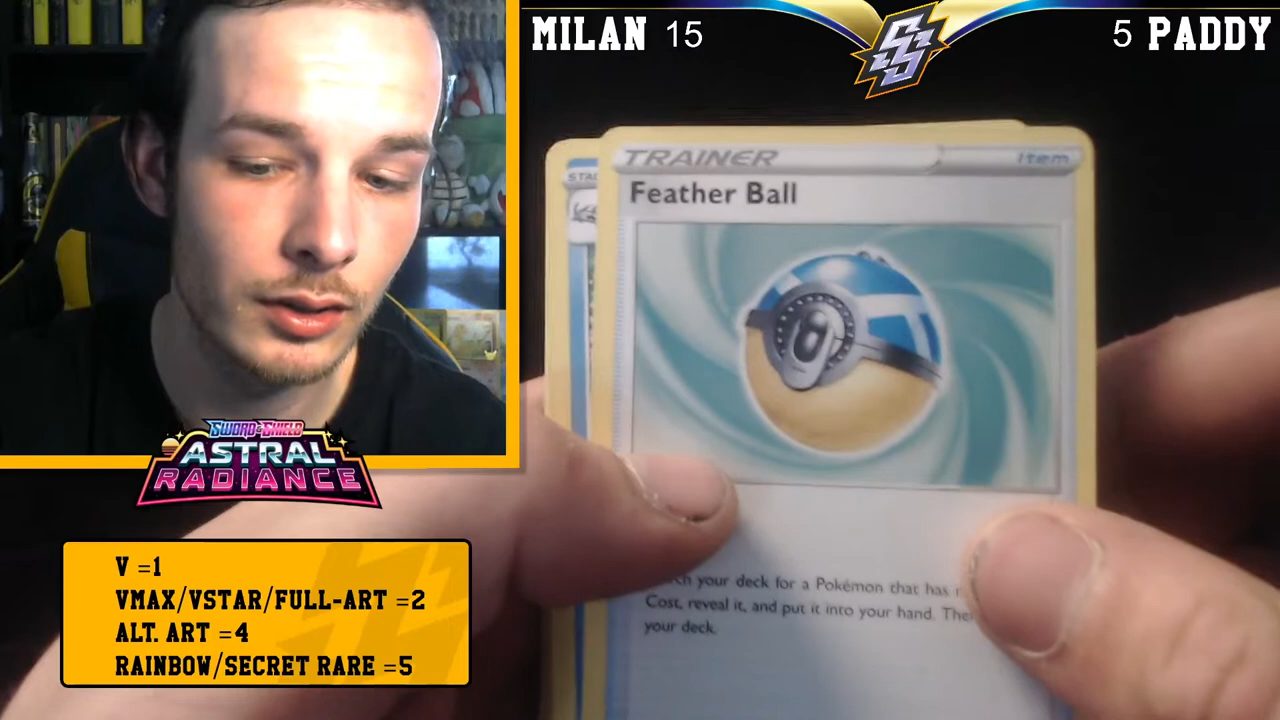 MILAN 15
5 PADDY
TRAINER
Item
Feather Ball
your deck for a Pokémon that has
Cost, reveal it, and put it into your hand.
your deck.
SWORD & SHIELD
ASTRAL
RADIANCE
V =1
VMAX/VSTAR/FULL-ART =2
ALT. ART =4
RAINBOW/SECRET RARE =5